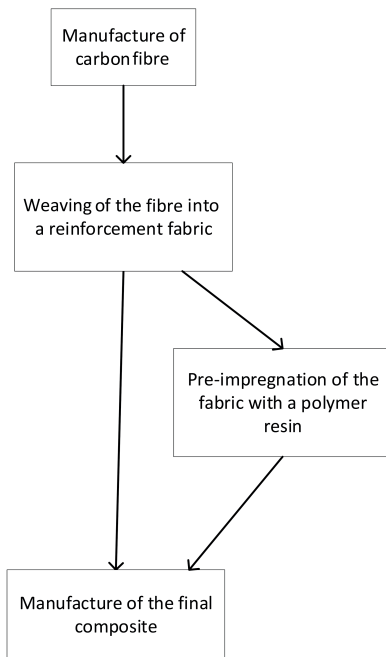 Manufacture of
carbon fibre
Weaving of the fibre into
a reinforcement fabric
Pre-impregnation of the
fabric with a polymer
resin
Manufacture of the final
composite